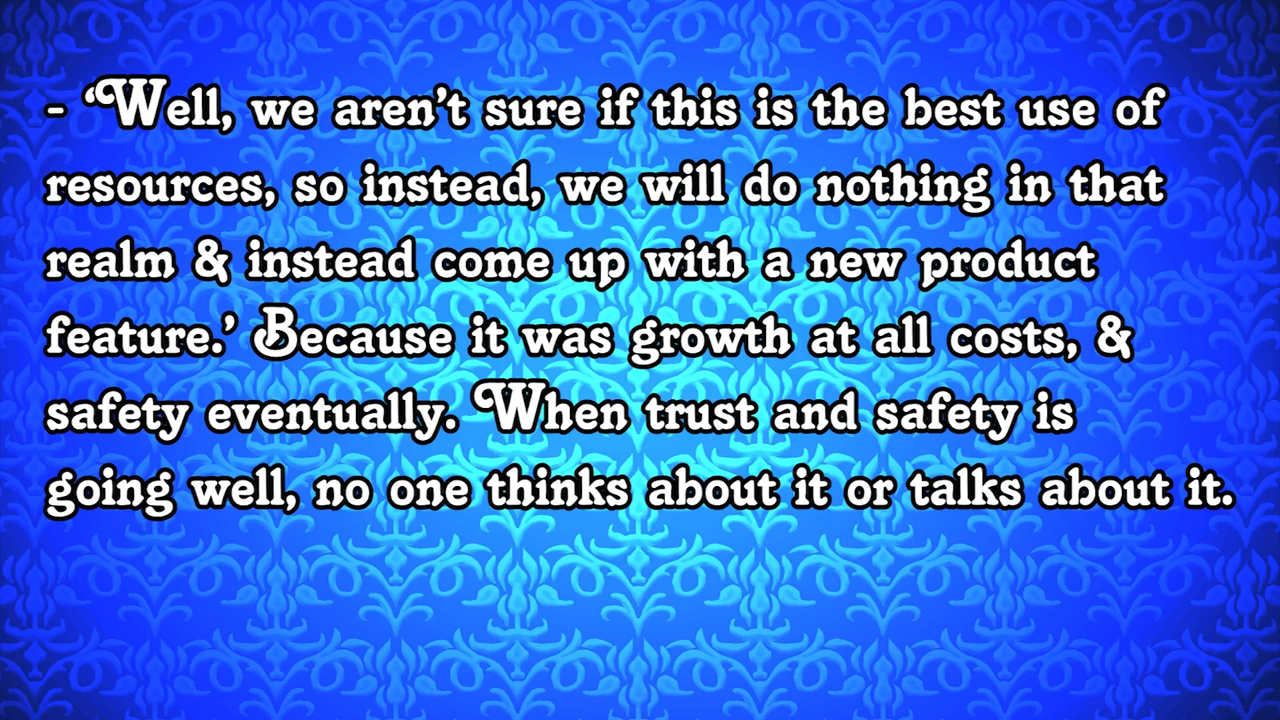 - ‘Well, we aren’t sure if this is the best use of
resources, so instead, we will do nothing in that
realm & instead come up with a new product
feature.’ Because it was growth at all costs, &
safety eventually. When trust and safety is
going well, no one thinks about it or talks about it.